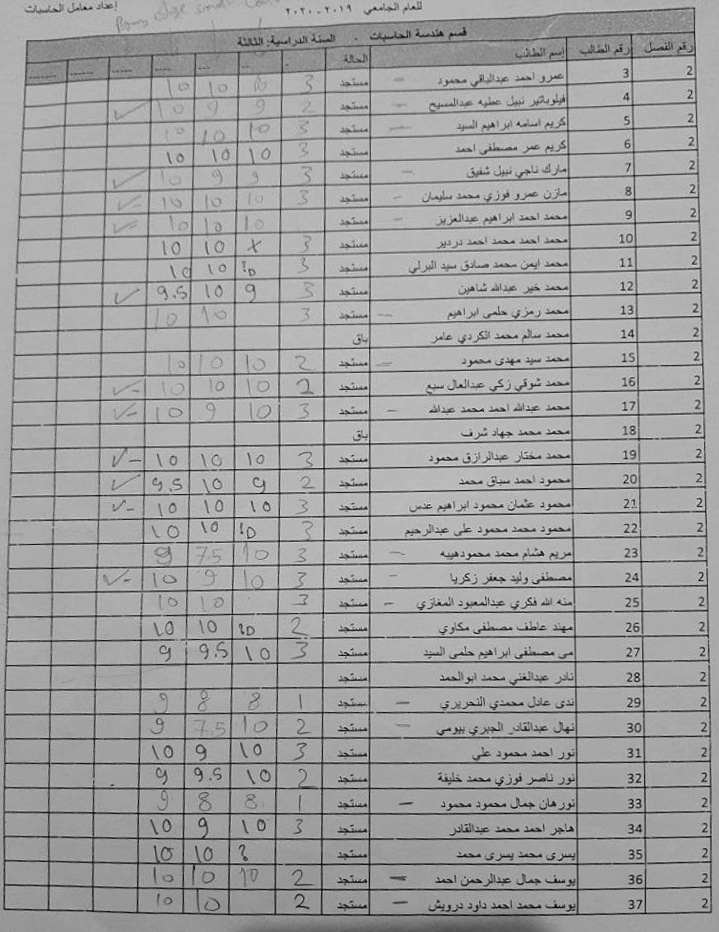 للعام الجامعي ٢٠١٩ - ٢٠٢٠ إعداد معامل الحاسبات
قسم هندسة الحاسبات - السنة الدراسية: الثالثة
رقم الفصل رقم الطالب إسم الطالب الحالة
2 3 عمرو احمد عبدالباقي محمود مستجد 3 10 10 10
2 4 فيلوباتير نبيل عطيه عبدالمسيح مستجد 2 9 9 10 ✓
2 5 كريم اسامه ابراهيم السيد مستجد 3 10 10 10
2 6 كريم عمر مصطفى احمد مستجد 3 10 10 10
2 7 مارك ناجي نبيل شفيق مستجد 3 9 9 10 ✓
2 8 مازن عمرو فوزي محمد سليمان مستجد 3 10 10 10 ✓
2 9 محمد احمد ابراهيم عبدالعزيز مستجد 10 10 10 ✓
2 10 محمد احمد محمد احمد دردير مستجد 3 x 10 10
2 11 محمد ايمن محمد صادق سيد البرلي مستجد 3 10 10
2 12 محمد خير عبدالله شاهين مستجد 3 9 10 9.5 ✓
2 13 محمد رمزي حلمى ابراهيم مستجد 3 10 10
2 14 محمد سالم محمد الكردي عامر باق
2 15 محمد سيد مهدى محمود مستجد 2 10 10 10
2 16 محمد شوقي زكي عبدالعال سبع مستجد 2 10 10 10 ✓
2 17 محمد عبدالله احمد محمد عبدالله مستجد 3 10 9 10 ✓
2 18 محمد محمد جهاد شرف باق
2 19 محمد مختار عبدالرازق محمود مستجد 3 10 10 10 ✓
2 20 محمود احمد سباق محمد مستجد 2 9 10 9.5 ✓
2 21 محمود عثمان محمود ابراهيم عدس مستجد 3 10 10 10 ✓
2 22 محمود محمد محمود على عبدالرحيم مستجد 3 10 10
2 23 مريم هشام محمد محمودهيبه مستجد 3 10 7.5 9
2 24 مصطفى وليد جعفر زكريا مستجد 3 10 9 10 ✓
2 25 منه الله فكري عبدالمعبود المغازي مستجد 3 10 10
2 26 مهند عاطف مصطفى مكاوي مستجد 2 10 10
2 27 مى مصطفى ابراهيم حلمى السيد مستجد 3 10 9.5 9
2 28 نادر عبدالغني محمد ابوالحمد مستجد
2 29 ندى عادل محمدي النحريري مستجد 1 8 8 9
2 30 نهال عبدالقادر الجبري بيومي مستجد 2 10 7.5 9
2 31 نور احمد محمود علي مستجد 3 10 9 10
2 32 نور ناصر فوزي محمد خليفة مستجد 2 10 9.5 9
2 33 نورهان جمال محمود محمود مستجد 1 8 8 9
2 34 هاجر احمد محمد عبدالقادر مستجد 3 10 9 10
2 35 يسرى محمد يسرى محمد مستجد ? 10 10
2 36 يوسف جمال عبدالرحمن احمد مستجد 2 10 10 10
2 37 يوسف محمد احمد داود درويش مستجد 2 10 10